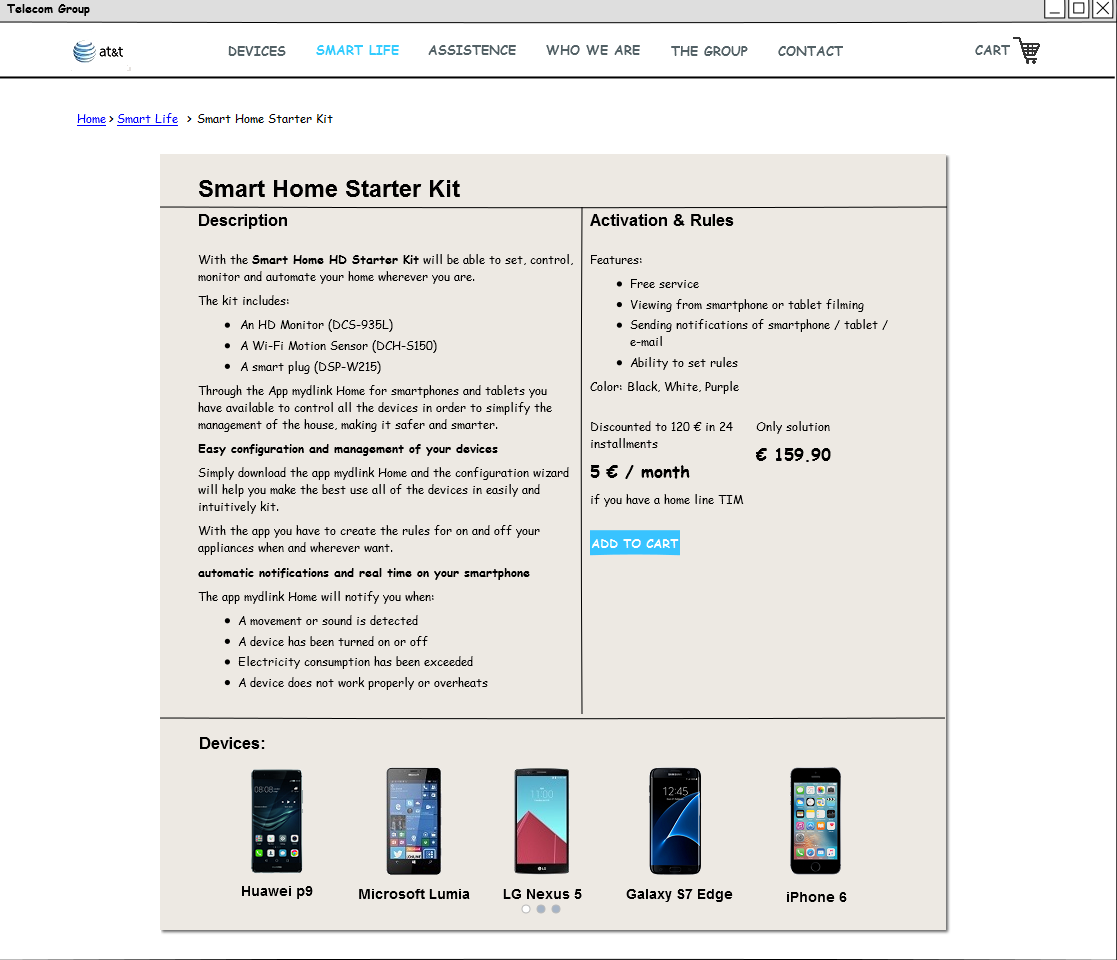 Telecom Group
at&t
DEVICES SMART LIFE ASSISTENCE WHO WE ARE THE GROUP CONTACT CART
Home > Smart Life > Smart Home Starter Kit
Smart Home Starter Kit
Description
With the Smart Home HD Starter Kit will be able to set, control,
monitor and automate your home wherever you are.
The kit includes:
• An HD Monitor (DCS-935L)
• A Wi-Fi Motion Sensor (DCH-S150)
• A smart plug (DSP-W215)
Through the App mydlink Home for smartphones and tablets you
have available to control all the devices in order to simplify the
management of the house, making it safer and smarter.
Easy configuration and management of your devices
Simply download the app mydlink Home and the configuration wizard
will help you make the best use all of the devices in easily and
intuitively kit.
With the app you have to create the rules for on and off your
appliances when and wherever want.
automatic notifications and real time on your smartphone
The app mydlink Home will notify you when:
• A movement or sound is detected
• A device has been turned on or off
• Electricity consumption has been exceeded
• A device does not work properly or overheats
Activation & Rules
Features:
• Free service
• Viewing from smartphone or tablet filming
• Sending notifications of smartphone / tablet /
e-mail
• Ability to set rules
Color: Black, White, Purple
Discounted to 120 € in 24
installments
5 € / month
if you have a home line TIM
Only solution
€ 159.90
ADD TO CART
Devices:
08:08
11:00
12:45
Huawei p9
Microsoft Lumia
LG Nexus 5
Galaxy S7 Edge
iPhone 6